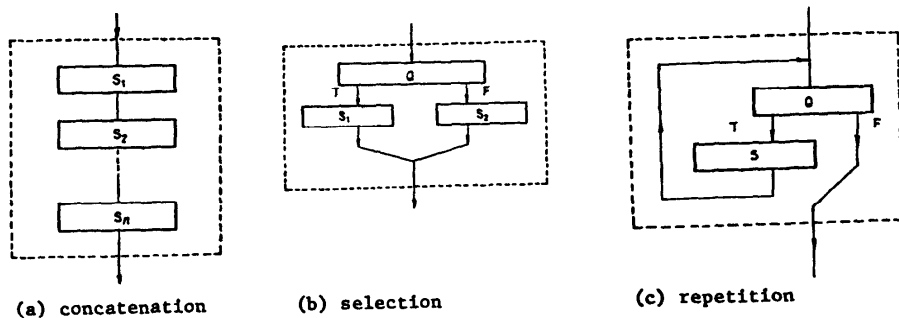 S1
S2
Sn
(a) concatenation
Q
T F
S1 S2
(b) selection
Q
T F
S
(c) repetition